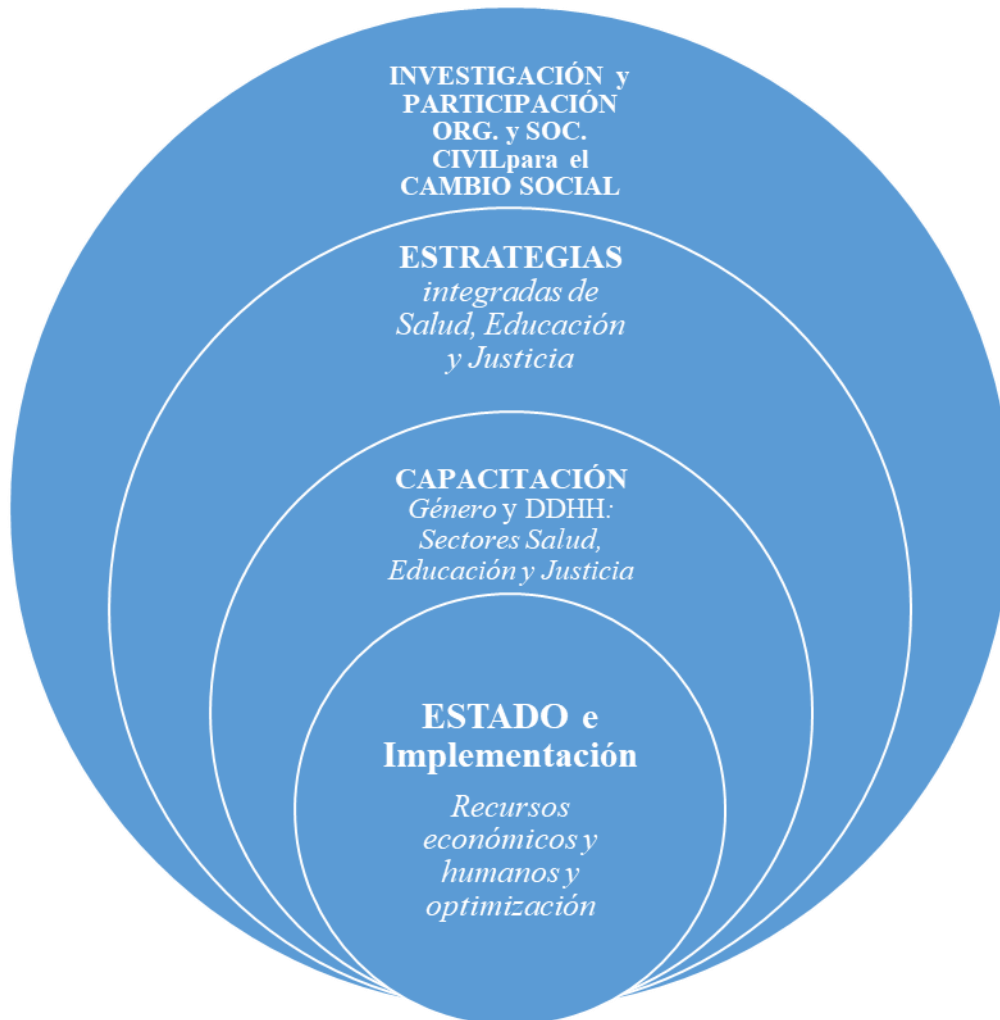 INVESTIGACIÓN y
PARTICIPACIÓN
ORG. y SOC.
CIVILpara el
CAMBIO SOCIAL
ESTRATEGIAS
integradas de
Salud, Educación
y Justicia
CAPACITACIÓN
Género y DDHH:
Sectores Salud,
Educación y Justicia
ESTADO e
Implementación
Recursos
económicos y
humanos y
optimización